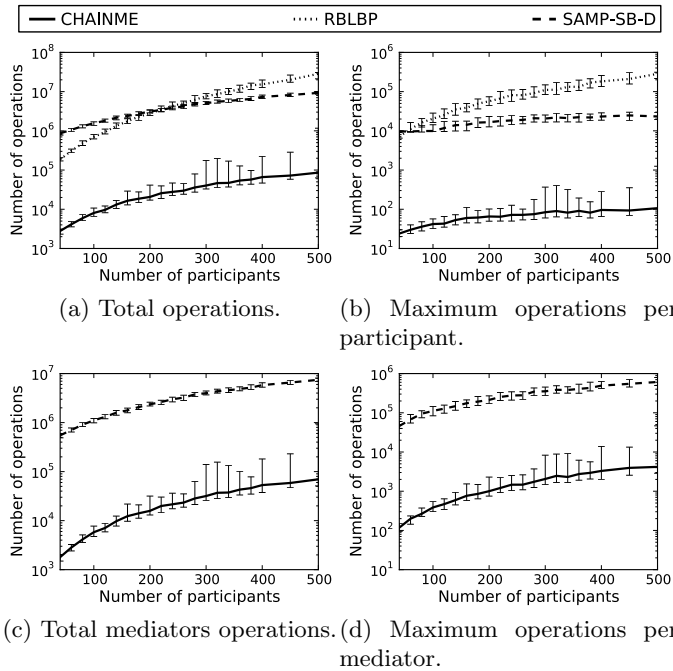 CHAINME RBLBP SAMP-SB-D
Number of operations
10^8
10^7
10^6
10^5
10^4
10^3
100 200 300 400 500
Number of participants
(a) Total operations.
Number of operations
10^6
10^5
10^4
10^3
10^2
10^1
100 200 300 400 500
Number of participants
(b) Maximum operations per
participant.
Number of operations
10^7
10^6
10^5
10^4
10^3
100 200 300 400 500
Number of participants
(c) Total mediators operations.
Number of operations
10^6
10^5
10^4
10^3
10^2
10^1
100 200 300 400 500
Number of participants
(d) Maximum operations per
mediator.